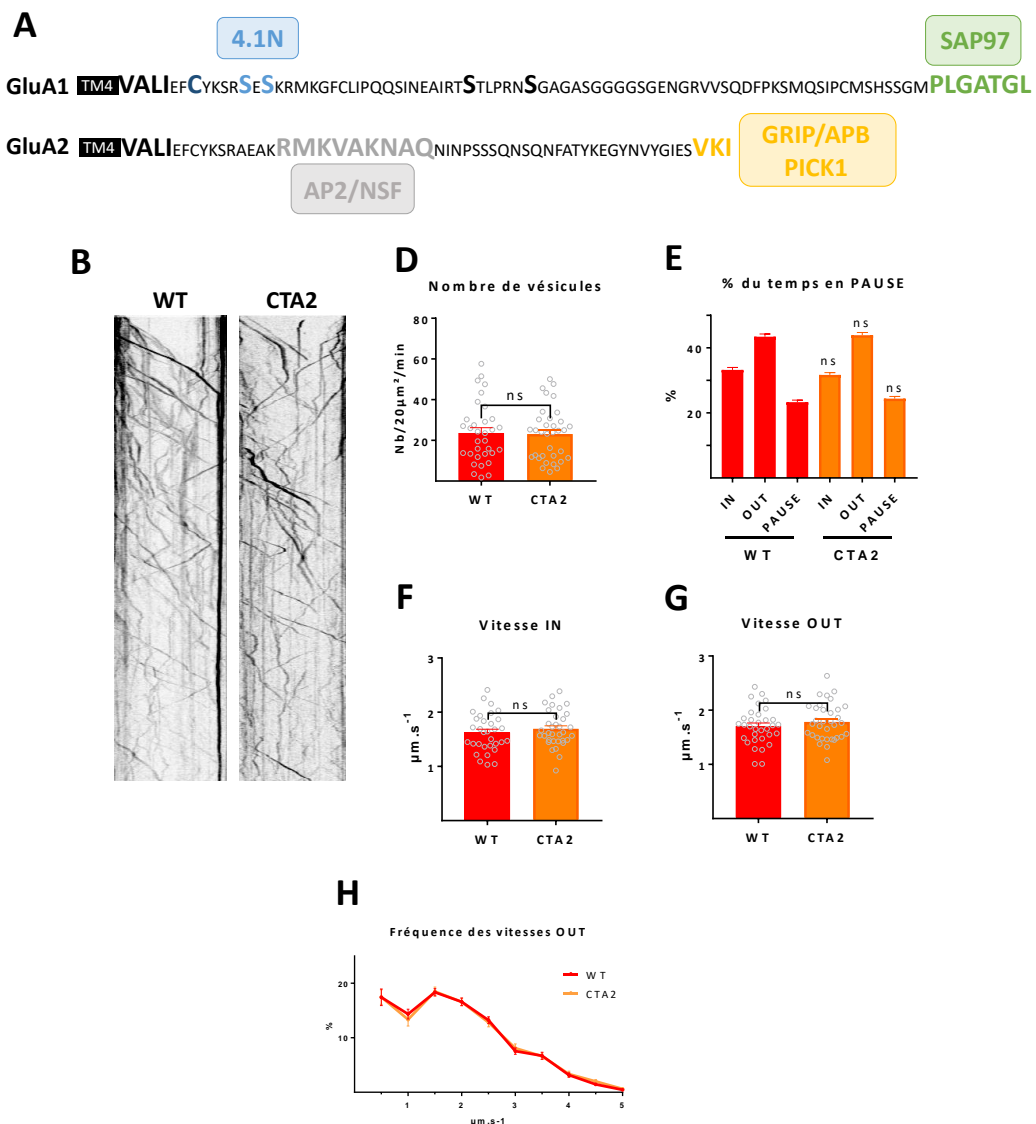 A
4.1N
SAP97
GluA1 TM4 VALIEFCYKSRSESKRMKGFCLIPQQSINEAIRTSTLPRNSGAGASGGGGSGENGRVVSQDFPKSMQSIPCMSHSSGMPLGATGL
GluA2 TM4 VALIEFCYKSRAEAKRMKVAKNAQNINPSSSQNSQNFATYKEGYNVYGIESVKI
GRIP/APB
PICK1
AP2/NSF
B
WT
CTA2
D
Nombre de vésicules
Nb/20µm²/min
80
60
40
20
ns
WT
CTA2
E
% du temps en PAUSE
%
40
20
ns
ns
ns
IN
OUT
PAUSE
IN
OUT
PAUSE
WT
CTA2
F
Vitesse IN
µm.s-1
3
2
1
ns
WT
CTA2
G
Vitesse OUT
µm.s-1
3
2
1
ns
WT
CTA2
H
Fréquence des vitesses OUT
%
20
10
WT
CTA2
1
2
3
4
5
µm.s-1